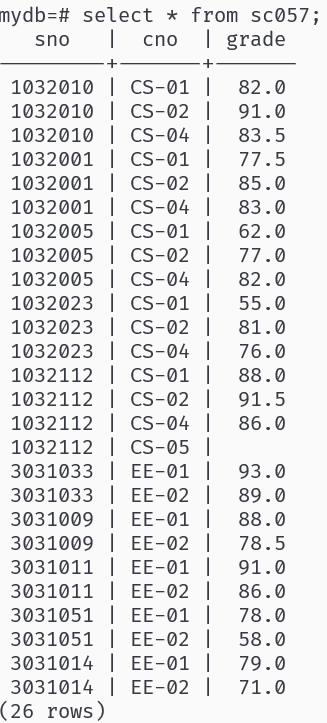 mydb=# select * from sc057;
   sno   |  cno  | grade
---------+-------+-------
 1032010 | CS-01 |  82.0
 1032010 | CS-02 |  91.0
 1032010 | CS-04 |  83.5
 1032001 | CS-01 |  77.5
 1032001 | CS-02 |  85.0
 1032001 | CS-04 |  83.0
 1032005 | CS-01 |  62.0
 1032005 | CS-02 |  77.0
 1032005 | CS-04 |  82.0
 1032023 | CS-01 |  55.0
 1032023 | CS-02 |  81.0
 1032023 | CS-04 |  76.0
 1032112 | CS-01 |  88.0
 1032112 | CS-02 |  91.5
 1032112 | CS-04 |  86.0
 1032112 | CS-05 |
 3031033 | EE-01 |  93.0
 3031033 | EE-02 |  89.0
 3031009 | EE-01 |  88.0
 3031009 | EE-02 |  78.5
 3031011 | EE-01 |  91.0
 3031011 | EE-02 |  86.0
 3031051 | EE-01 |  78.0
 3031051 | EE-02 |  58.0
 3031014 | EE-01 |  79.0
 3031014 | EE-02 |  71.0
(26 rows)